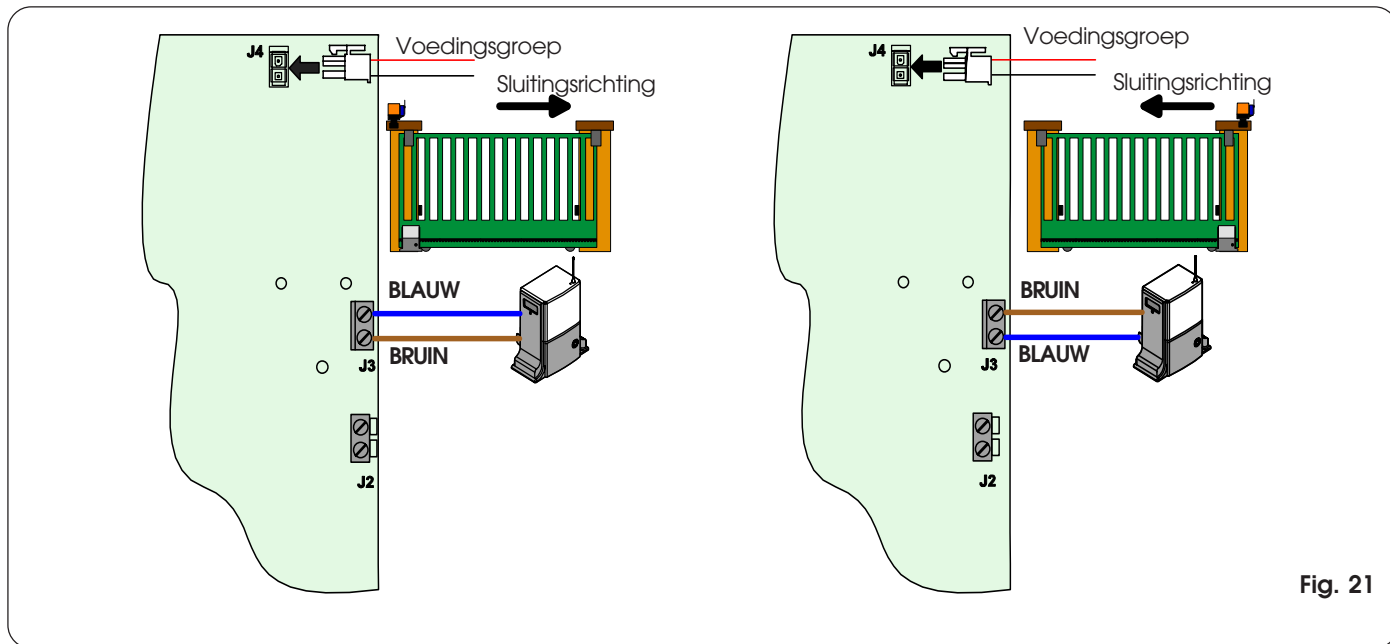 J4
Voedingsgroep
Sluitingsrichting
BLAUW
BRUIN
J3
J2
J4
Voedingsgroep
Sluitingsrichting
BRUIN
BLAUW
J3
J2
Fig. 21